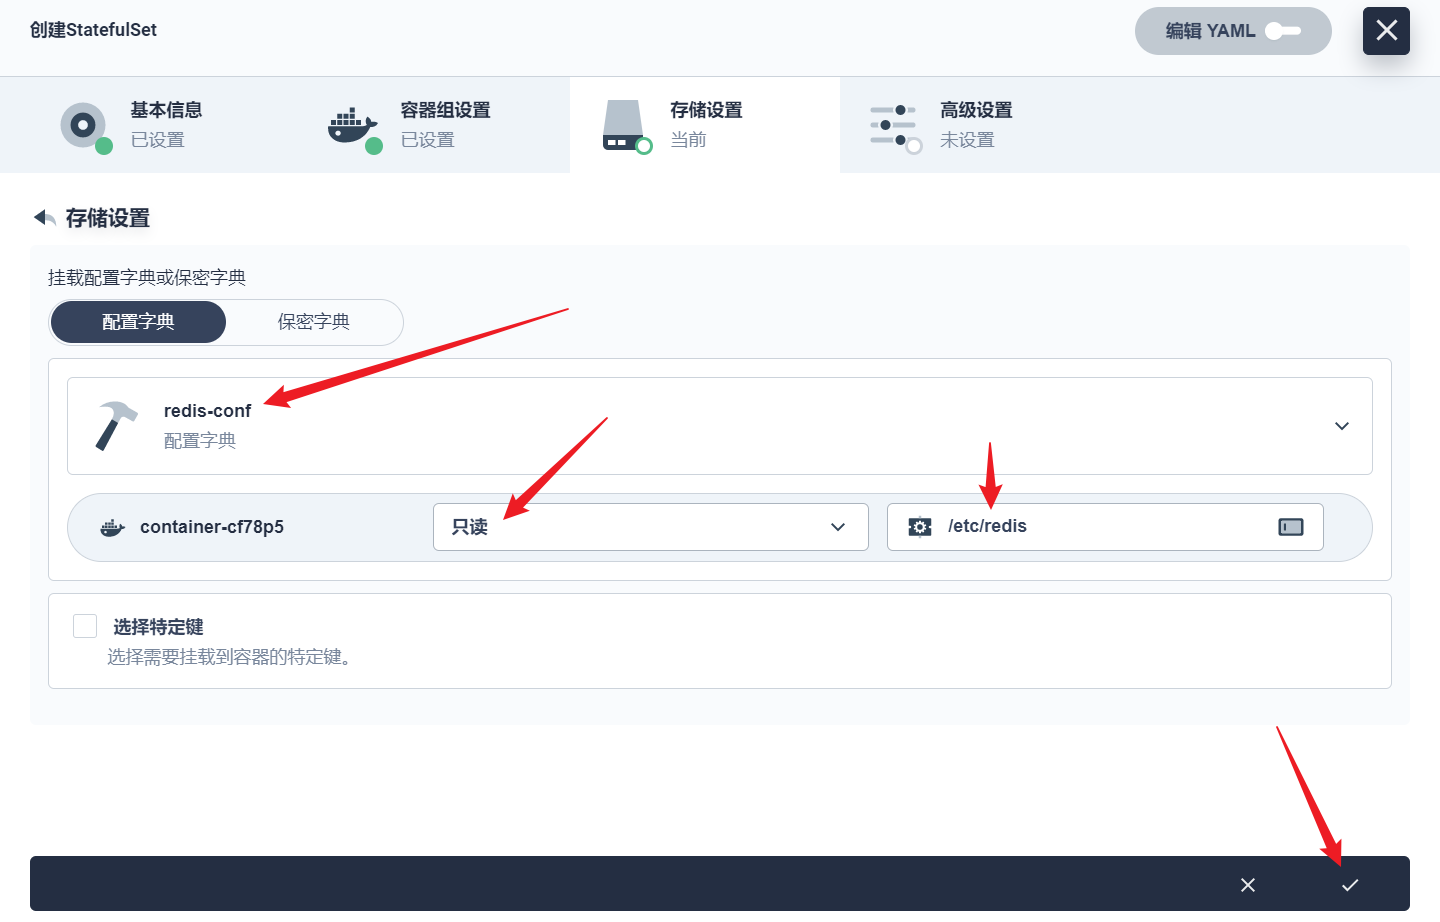 创建StatefulSet
编辑 YAML
基本信息
已设置
容器组设置
已设置
存储设置
当前
高级设置
未设置
存储设置
挂载配置字典或保密字典
配置字典
保密字典
redis-conf
配置字典
container-cf78p5
只读
/etc/redis
选择特定键
选择需要挂载到容器的特定键。